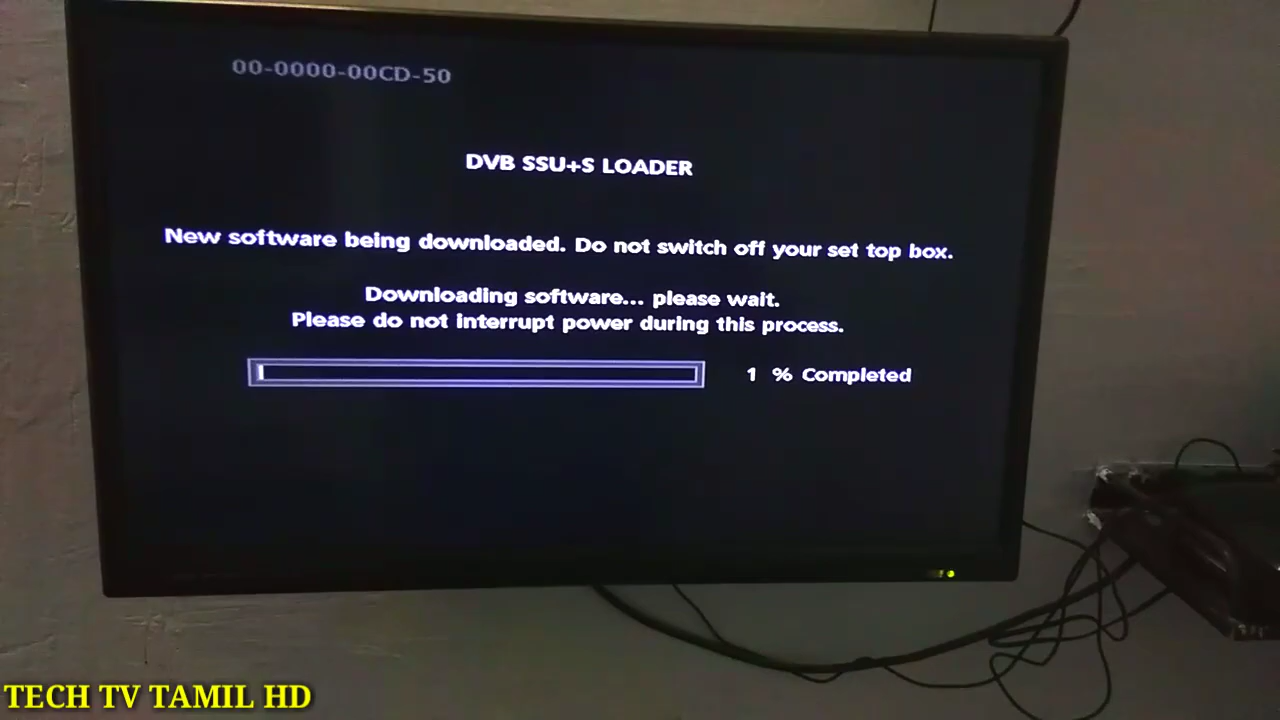 00-0000-00CD-50
DVB SSU+S LOADER
New software being downloaded. Do not switch off your set top box.
Downloading software... please wait.
Please do not interrupt power during this process.
1 % Completed
TECH TV TAMIL HD